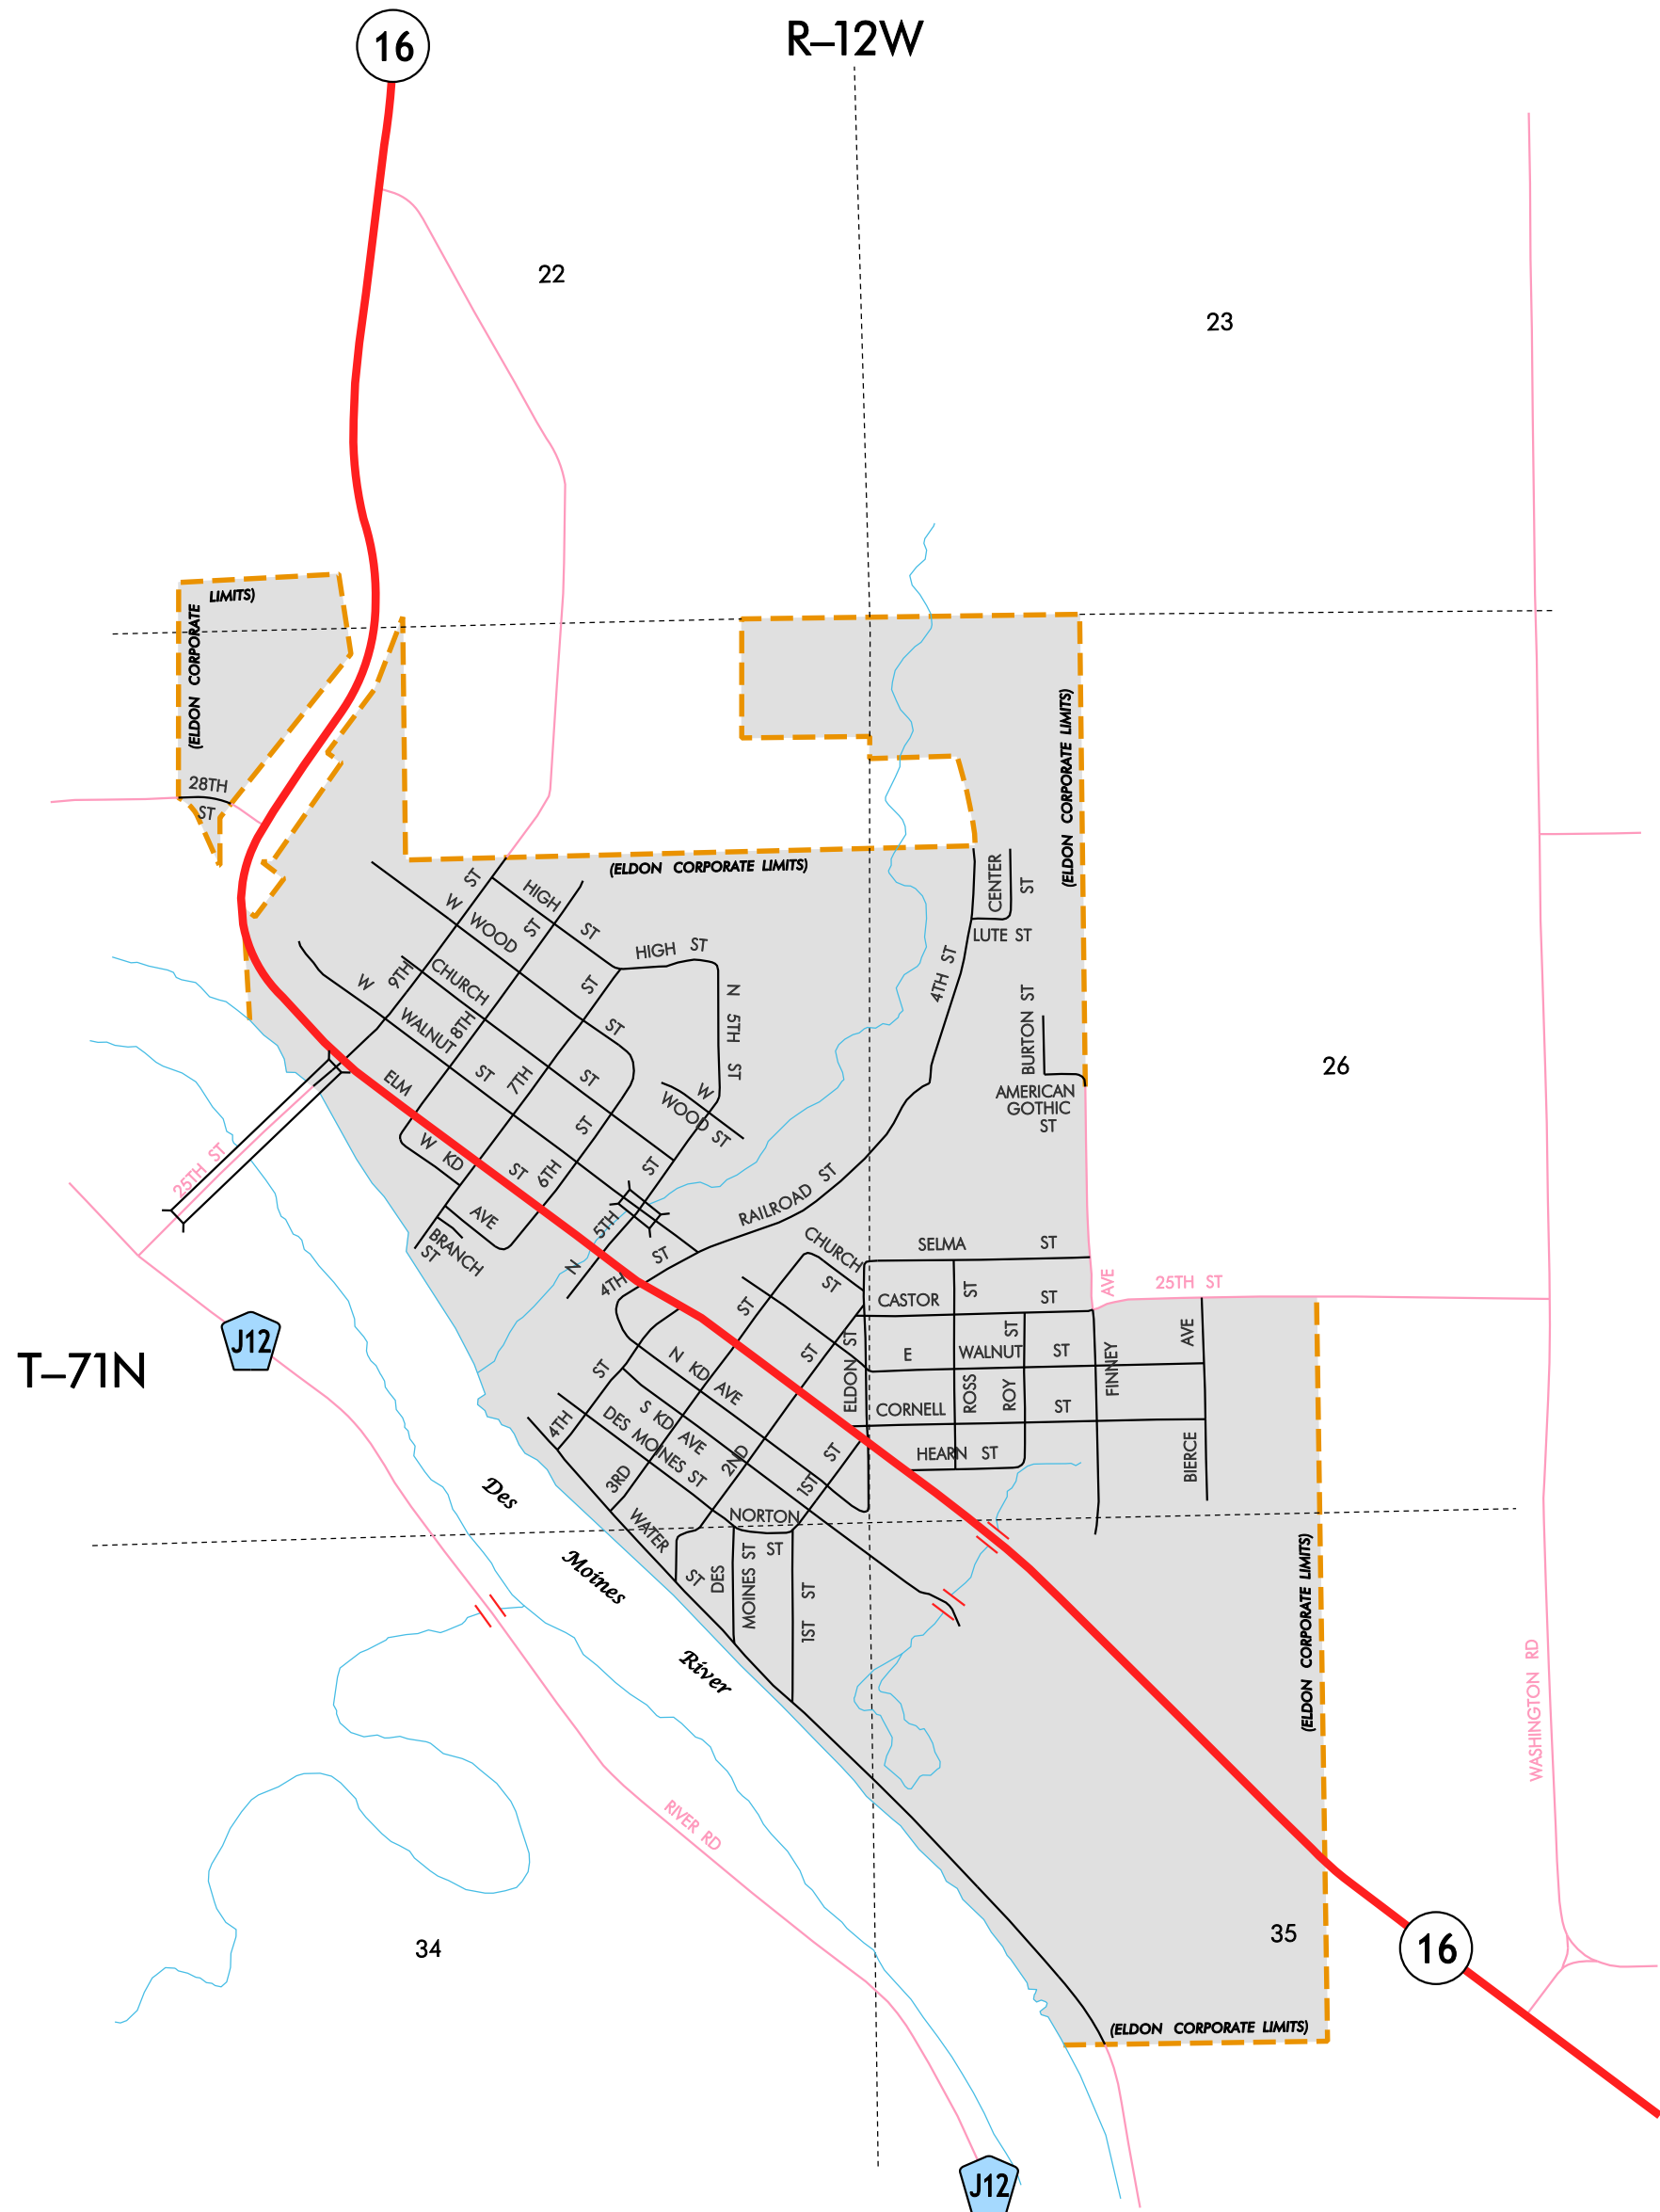 16
R–12W
22
23
LIMITS)
(ELDON CORPORATE
28TH
ST
(ELDON CORPORATE LIMITS)
(ELDON CORPORATE LIMITS)
CENTER
ST
LUTE ST
4TH ST
HIGH ST
W WOOD ST
HIGH ST
9TH ST
CHURCH ST
W WALNUT ST
8TH ST
7TH ST
N 5TH ST
W
WOOD ST
ELM ST
W KD AVE
6TH ST
BRANCH
ST
N 5TH ST
BURTON ST
AMERICAN
GOTHIC
ST
26
25TH ST
RAILROAD ST
4TH ST
CHURCH
ST
SELMA ST
CASTOR ST
FINNEY AVE
25TH ST
J12
T–71N
E WALNUT ST
ELDON ST
ROSS ST
ROY ST
CORNELL ST
HEARN ST
BIERCE AVE
N KD AVE
S KD AVE
DES MOINES ST
4TH ST
3RD ST
2ND ST
1ST ST
NORTON
ST
WATER ST
DES
MOINES ST
1ST ST
Des
Moines
River
(ELDON CORPORATE LIMITS)
WASHINGTON RD
RIVER RD
34
35
16
(ELDON CORPORATE LIMITS)
J12